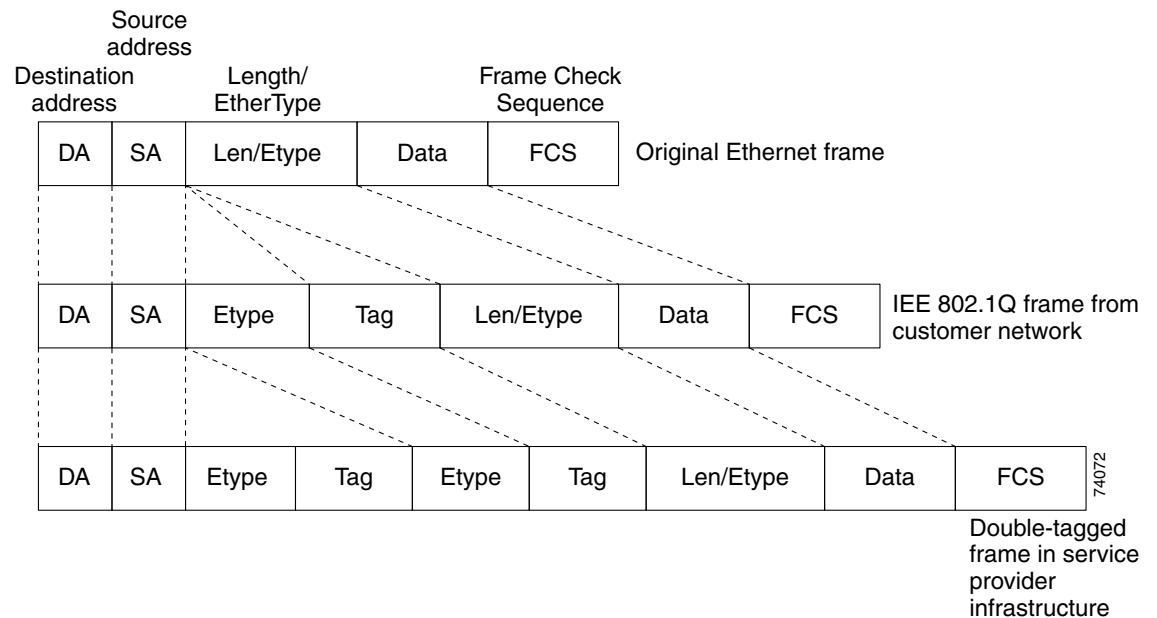 Source
address
Destination
address
Length/
EtherType
Frame Check
Sequence
DA SA Len/Etype Data FCS Original Ethernet frame
DA SA Etype Tag Len/Etype Data FCS
IEE 802.1Q frame from
customer network
DA SA Etype Tag Etype Tag Len/Etype Data FCS
74072
Double-tagged
frame in service
provider
infrastructure